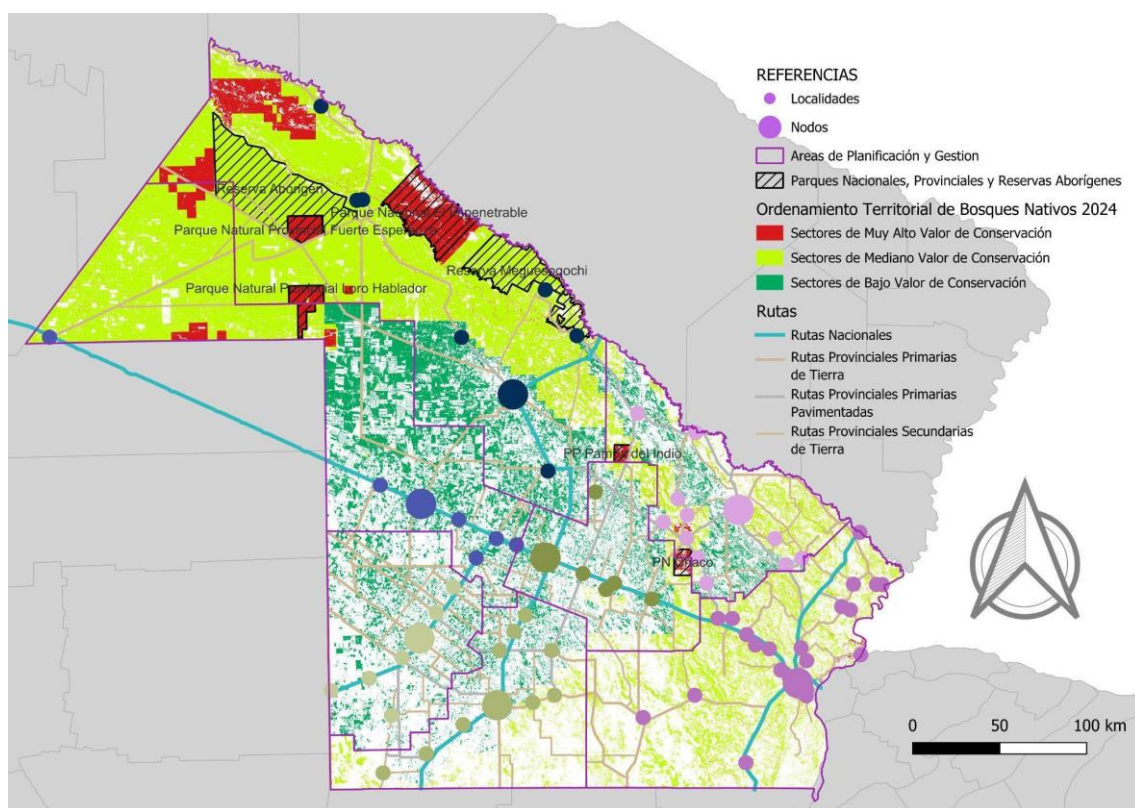 REFERENCIAS
Localidades
Nodos
Areas de Planificación y Gestion
Parques Nacionales, Provinciales y Reservas Aborígenes
Ordenamiento Territorial de Bosques Nativos 2024
Sectores de Muy Alto Valor de Conservación
Sectores de Mediano Valor de Conservación
Sectores de Bajo Valor de Conservación
Rutas
Rutas Nacionales
Rutas Provinciales Primarias
de Tierra
Rutas Provinciales Primarias
Pavimentadas
Rutas Provinciales Secundarias
de Tierra
Reserva Aborigen
Parque Nacional El Impenetrable
Parque Natural Provincial Fuerte Esperanza
Reserva Meguesogochi
Parque Natural Provincial Loro Hablador
PP Pampa del Indio
PN Chaco
0 50 100 km